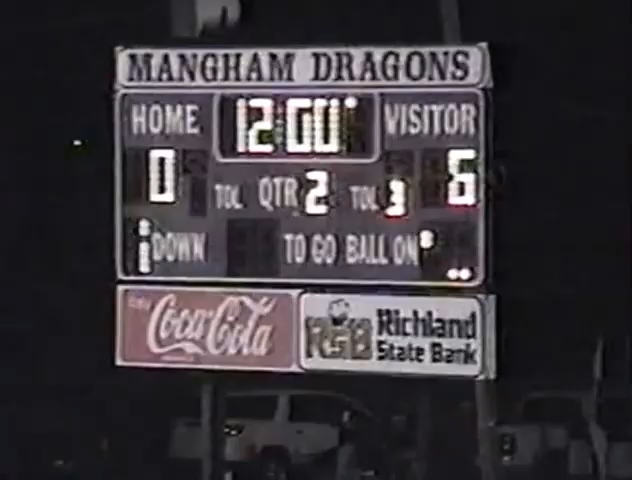 MANGHAM DRAGONS
HOME 12:00 VISITOR
0 TOL QTR 2 TOL 3 6
DOWN TO GO BALL ON
Enjoy Coca-Cola RSB Richland
State Bank